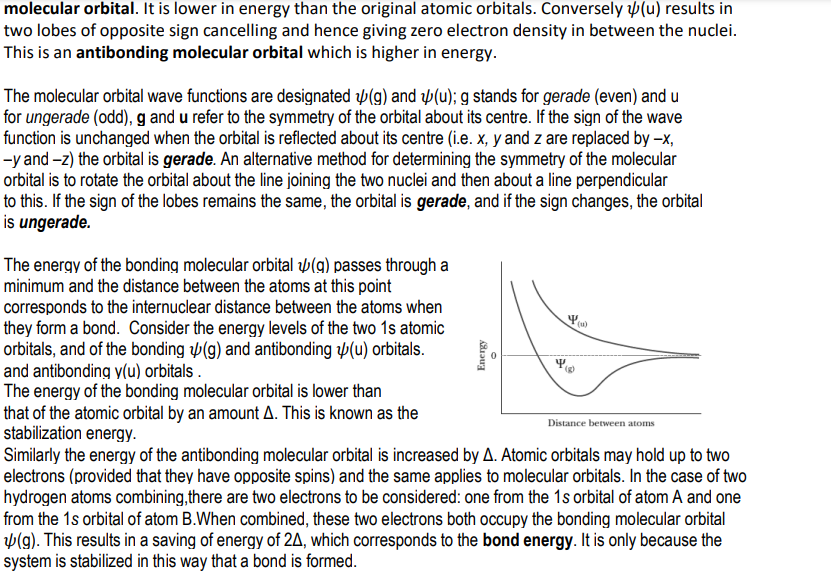 molecular orbital. It is lower in energy than the original atomic orbitals. Conversely ψ(u) results in
two lobes of opposite sign cancelling and hence giving zero electron density in between the nuclei.
This is an antibonding molecular orbital which is higher in energy.
The molecular orbital wave functions are designated ψ(g) and ψ(u); g stands for gerade (even) and u
for ungerade (odd), g and u refer to the symmetry of the orbital about its centre. If the sign of the wave
function is unchanged when the orbital is reflected about its centre (i.e. x, y and z are replaced by –x,
–y and –z) the orbital is gerade. An alternative method for determining the symmetry of the molecular
orbital is to rotate the orbital about the line joining the two nuclei and then about a line perpendicular
to this. If the sign of the lobes remains the same, the orbital is gerade, and if the sign changes, the orbital
is ungerade.
The energy of the bonding molecular orbital ψ(g) passes through a
minimum and the distance between the atoms at this point
corresponds to the internuclear distance between the atoms when
they form a bond. Consider the energy levels of the two 1s atomic
orbitals, and of the bonding ψ(g) and antibonding ψ(u) orbitals.
and antibonding y(u) orbitals .
The energy of the bonding molecular orbital is lower than
that of the atomic orbital by an amount Δ. This is known as the
stabilization energy.
Energy
0
Ψ(u)
Ψ(g)
Distance between atoms
Similarly the energy of the antibonding molecular orbital is increased by Δ. Atomic orbitals may hold up to two
electrons (provided that they have opposite spins) and the same applies to molecular orbitals. In the case of two
hydrogen atoms combining,there are two electrons to be considered: one from the 1s orbital of atom A and one
from the 1s orbital of atom B.When combined, these two electrons both occupy the bonding molecular orbital
ψ(g). This results in a saving of energy of 2Δ, which corresponds to the bond energy. It is only because the
system is stabilized in this way that a bond is formed.